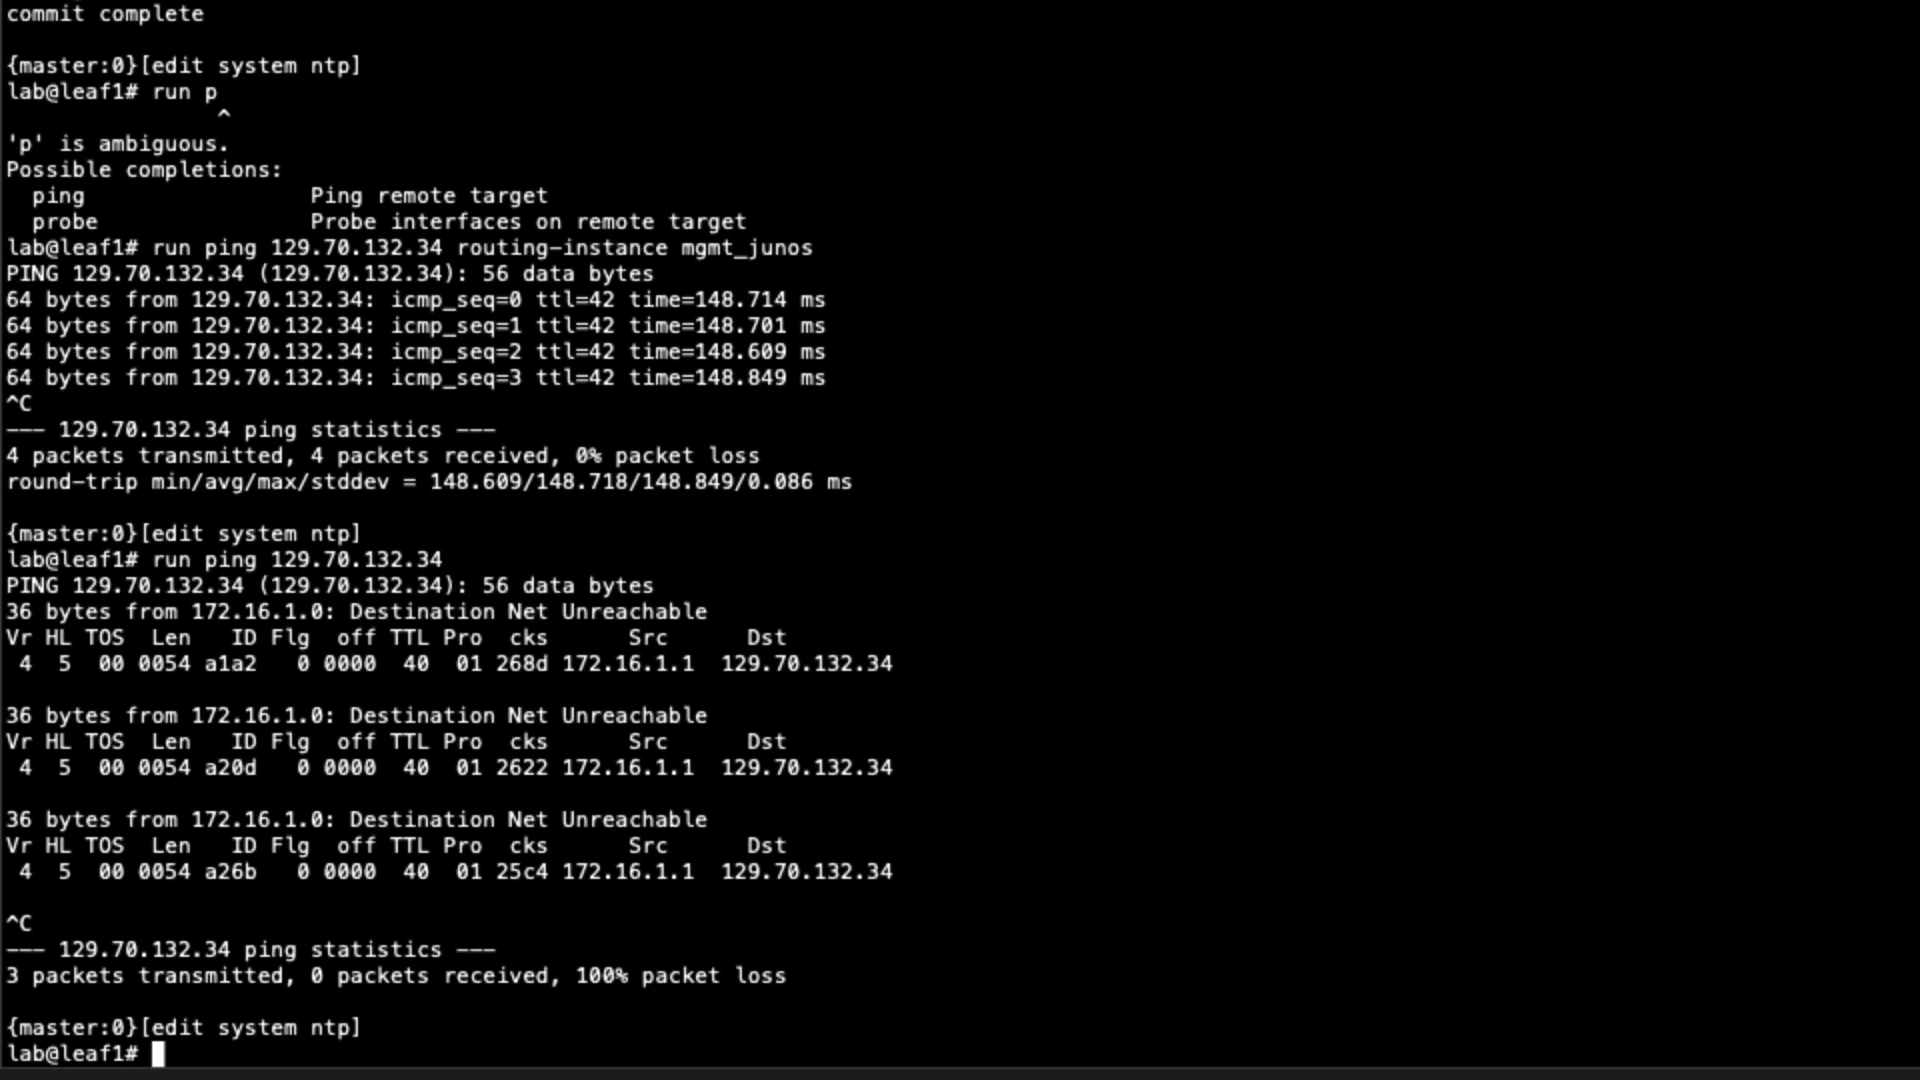 commit complete
{master:0}[edit system ntp]
lab@leaf1# run p
^
'p' is ambiguous.
Possible completions:
ping Ping remote target
probe Probe interfaces on remote target
lab@leaf1# run ping 129.70.132.34 routing-instance mgmt_junos
PING 129.70.132.34 (129.70.132.34): 56 data bytes
64 bytes from 129.70.132.34: icmp_seq=0 ttl=42 time=148.714 ms
64 bytes from 129.70.132.34: icmp_seq=1 ttl=42 time=148.701 ms
64 bytes from 129.70.132.34: icmp_seq=2 ttl=42 time=148.609 ms
64 bytes from 129.70.132.34: icmp_seq=3 ttl=42 time=148.849 ms
^C
--- 129.70.132.34 ping statistics ---
4 packets transmitted, 4 packets received, 0% packet loss
round-trip min/avg/max/stddev = 148.609/148.718/148.849/0.086 ms
{master:0}[edit system ntp]
lab@leaf1# run ping 129.70.132.34
PING 129.70.132.34 (129.70.132.34): 56 data bytes
36 bytes from 172.16.1.0: Destination Net Unreachable
Vr HL TOS Len ID Flg off TTL Pro cks Src Dst
4 5 00 0054 a1a2 0 0000 40 01 268d 172.16.1.1 129.70.132.34
36 bytes from 172.16.1.0: Destination Net Unreachable
Vr HL TOS Len ID Flg off TTL Pro cks Src Dst
4 5 00 0054 a20d 0 0000 40 01 2622 172.16.1.1 129.70.132.34
36 bytes from 172.16.1.0: Destination Net Unreachable
Vr HL TOS Len ID Flg off TTL Pro cks Src Dst
4 5 00 0054 a26b 0 0000 40 01 25c4 172.16.1.1 129.70.132.34
^C
--- 129.70.132.34 ping statistics ---
3 packets transmitted, 0 packets received, 100% packet loss
{master:0}[edit system ntp]
lab@leaf1#